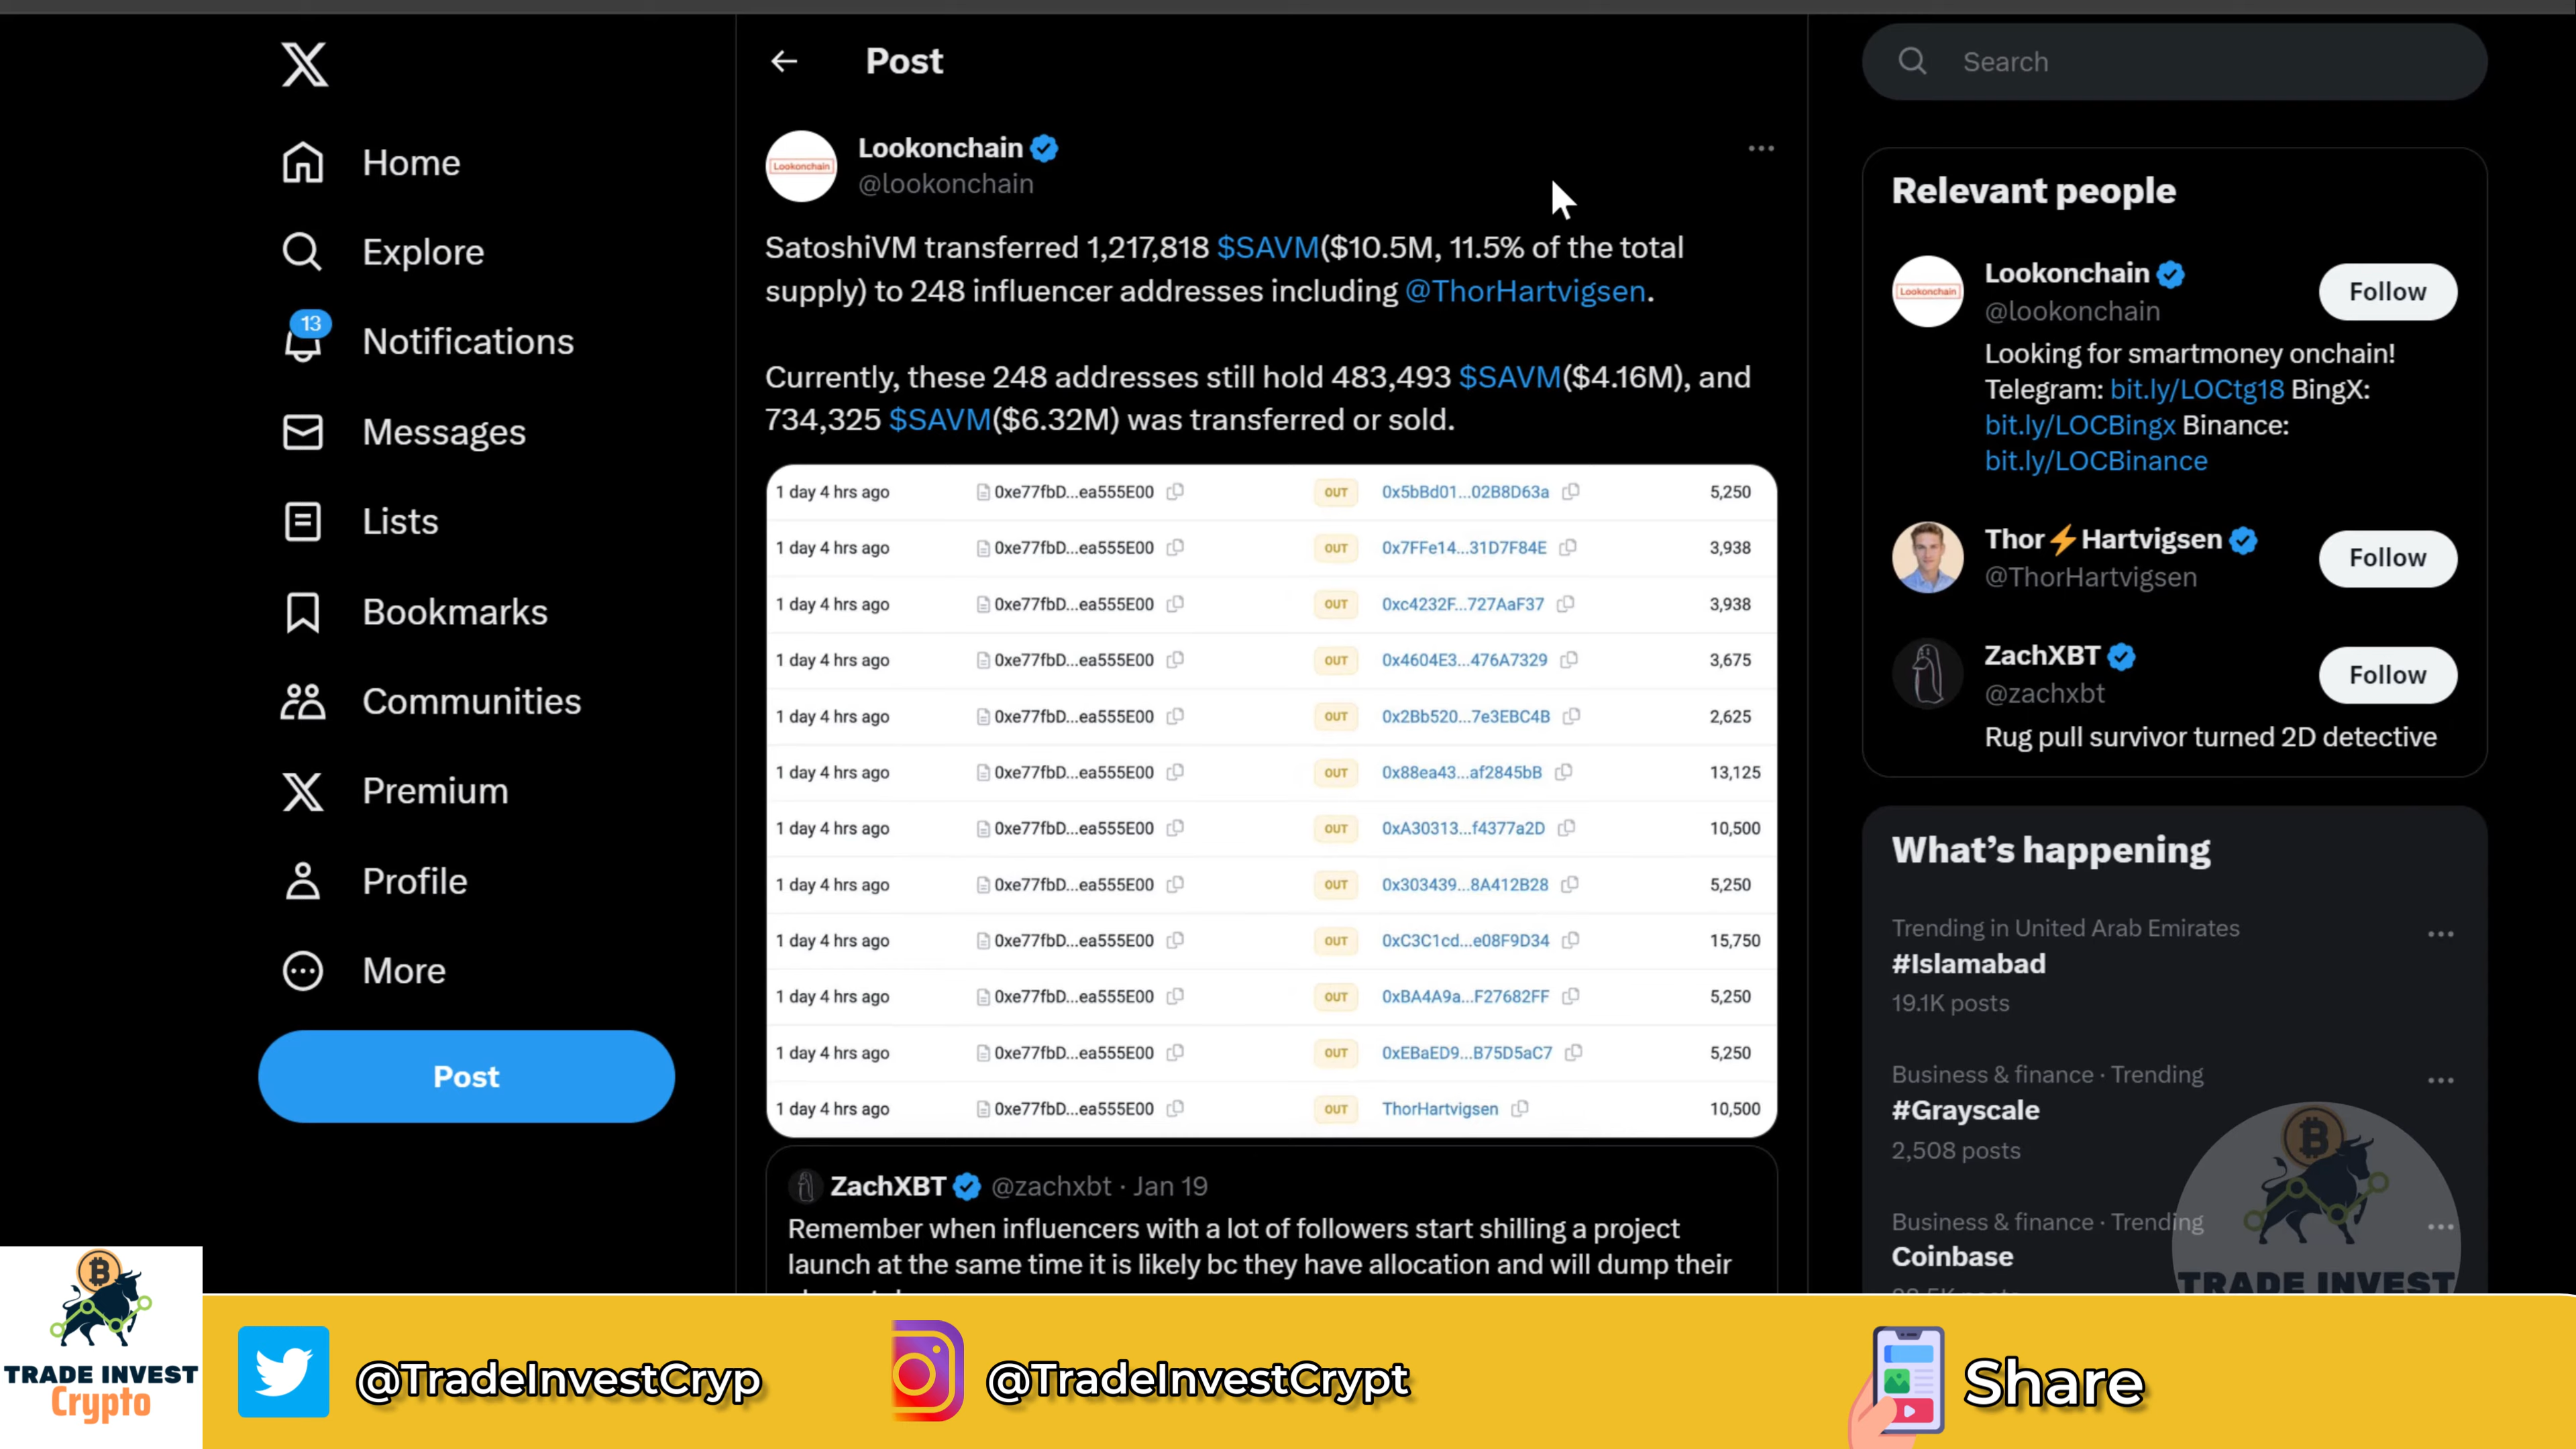 Home
Explore
13
Notifications
Messages
Lists
Bookmarks
Communities
Premium
Profile
More
Post
Post
Lookonchain
Lookonchain
@lookonchain
SatoshiVM transferred 1,217,818 $SAVM($10.5M, 11.5% of the total
supply) to 248 influencer addresses including @ThorHartvigsen.
Currently, these 248 addresses still hold 483,493 $SAVM($4.16M), and
734,325 $SAVM($6.32M) was transferred or sold.
1 day 4 hrs ago 0xe77fbD...ea555E00 OUT 0x5bBd01...02B8D63a 5,250
1 day 4 hrs ago 0xe77fbD...ea555E00 OUT 0x7FFe14...31D7F84E 3,938
1 day 4 hrs ago 0xe77fbD...ea555E00 OUT 0xc4232F...727AaF37 3,938
1 day 4 hrs ago 0xe77fbD...ea555E00 OUT 0x4604E3...476A7329 3,675
1 day 4 hrs ago 0xe77fbD...ea555E00 OUT 0x2Bb520...7e3EBC4B 2,625
1 day 4 hrs ago 0xe77fbD...ea555E00 OUT 0x88ea43...af2845bB 13,125
1 day 4 hrs ago 0xe77fbD...ea555E00 OUT 0xA30313...f4377a2D 10,500
1 day 4 hrs ago 0xe77fbD...ea555E00 OUT 0x303439...8A412B28 5,250
1 day 4 hrs ago 0xe77fbD...ea555E00 OUT 0xC3C1cd...e08F9D34 15,750
1 day 4 hrs ago 0xe77fbD...ea555E00 OUT 0xBA4A9a...F27682FF 5,250
1 day 4 hrs ago 0xe77fbD...ea555E00 OUT 0xEBaED9...B75D5aC7 5,250
1 day 4 hrs ago 0xe77fbD...ea555E00 OUT ThorHartvigsen 10,500
ZachXBT @zachxbt · Jan 19
Remember when influencers with a lot of followers start shilling a project
launch at the same time it is likely bc they have allocation and will dump their
Search
Relevant people
Lookonchain
Lookonchain
@lookonchain
Follow
Looking for smartmoney onchain!
Telegram: bit.ly/LOCtg18 BingX:
bit.ly/LOCBingx Binance:
bit.ly/LOCBinance
Thor⚡Hartvigsen
@ThorHartvigsen
Follow
ZachXBT
@zachxbt
Follow
Rug pull survivor turned 2D detective
What's happening
Trending in United Arab Emirates
#Islamabad
19.1K posts
Business & finance · Trending
#Grayscale
2,508 posts
Business & finance · Trending
Coinbase
TRADE INVEST
TRADE INVEST
Crypto
@TradeInvestCryp
@TradeInvestCrypt
Share